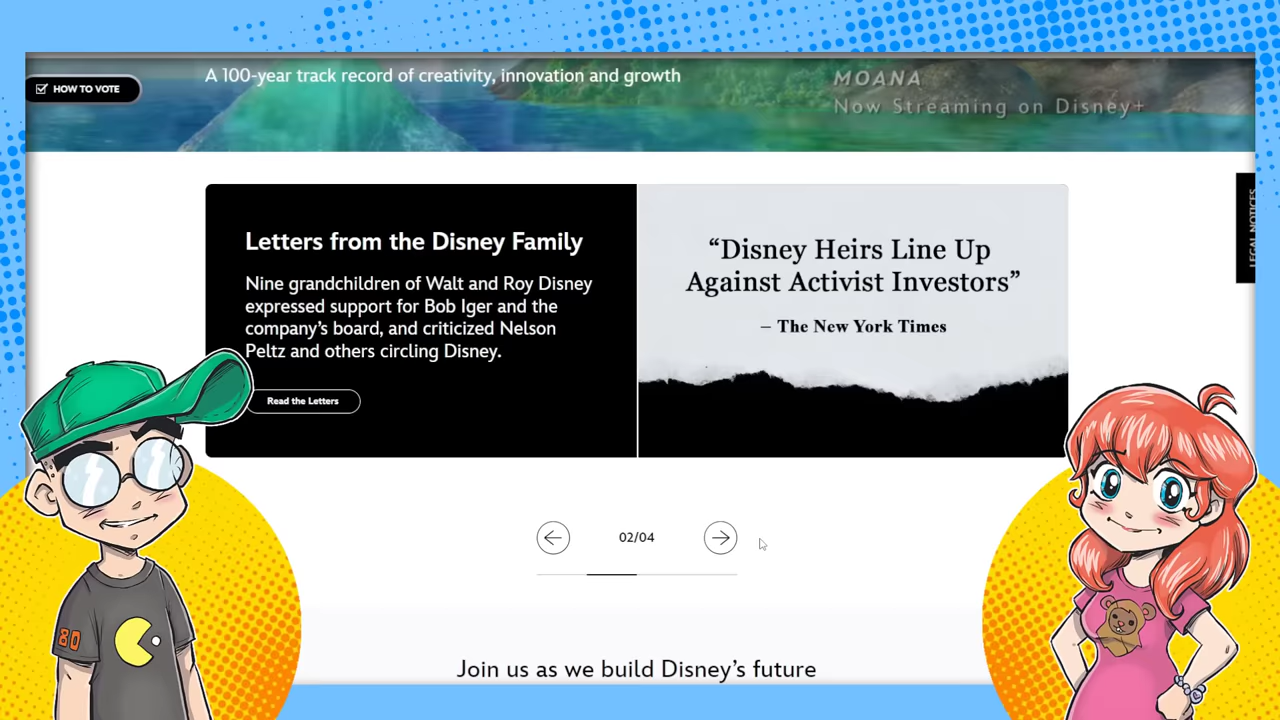 A 100-year track record of creativity, innovation and growth
MOANA
Now Streaming on Disney+
HOW TO VOTE
LEGAL NOTICES
Letters from the Disney Family
Nine grandchildren of Walt and Roy Disney
expressed support for Bob Iger and the
company’s board, and criticized Nelson
Peltz and others circling Disney.
Read the Letters
“Disney Heirs Line Up
Against Activist Investors”
– The New York Times
02/04
Join us as we build Disney’s future
80